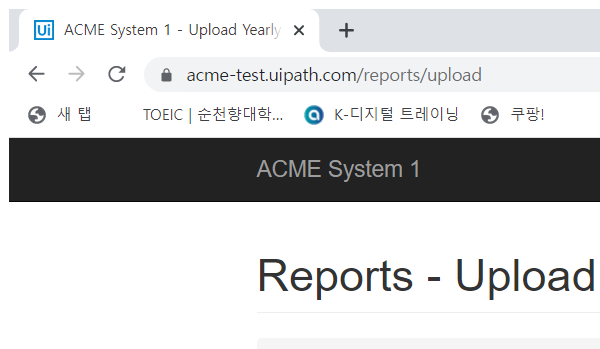 Ui ACME System 1 - Upload Yearly
acme-test.uipath.com/reports/upload
새 탭 TOEIC | 순천향대학... K-디지털 트레이닝 쿠팡!
ACME System 1
Reports - Upload